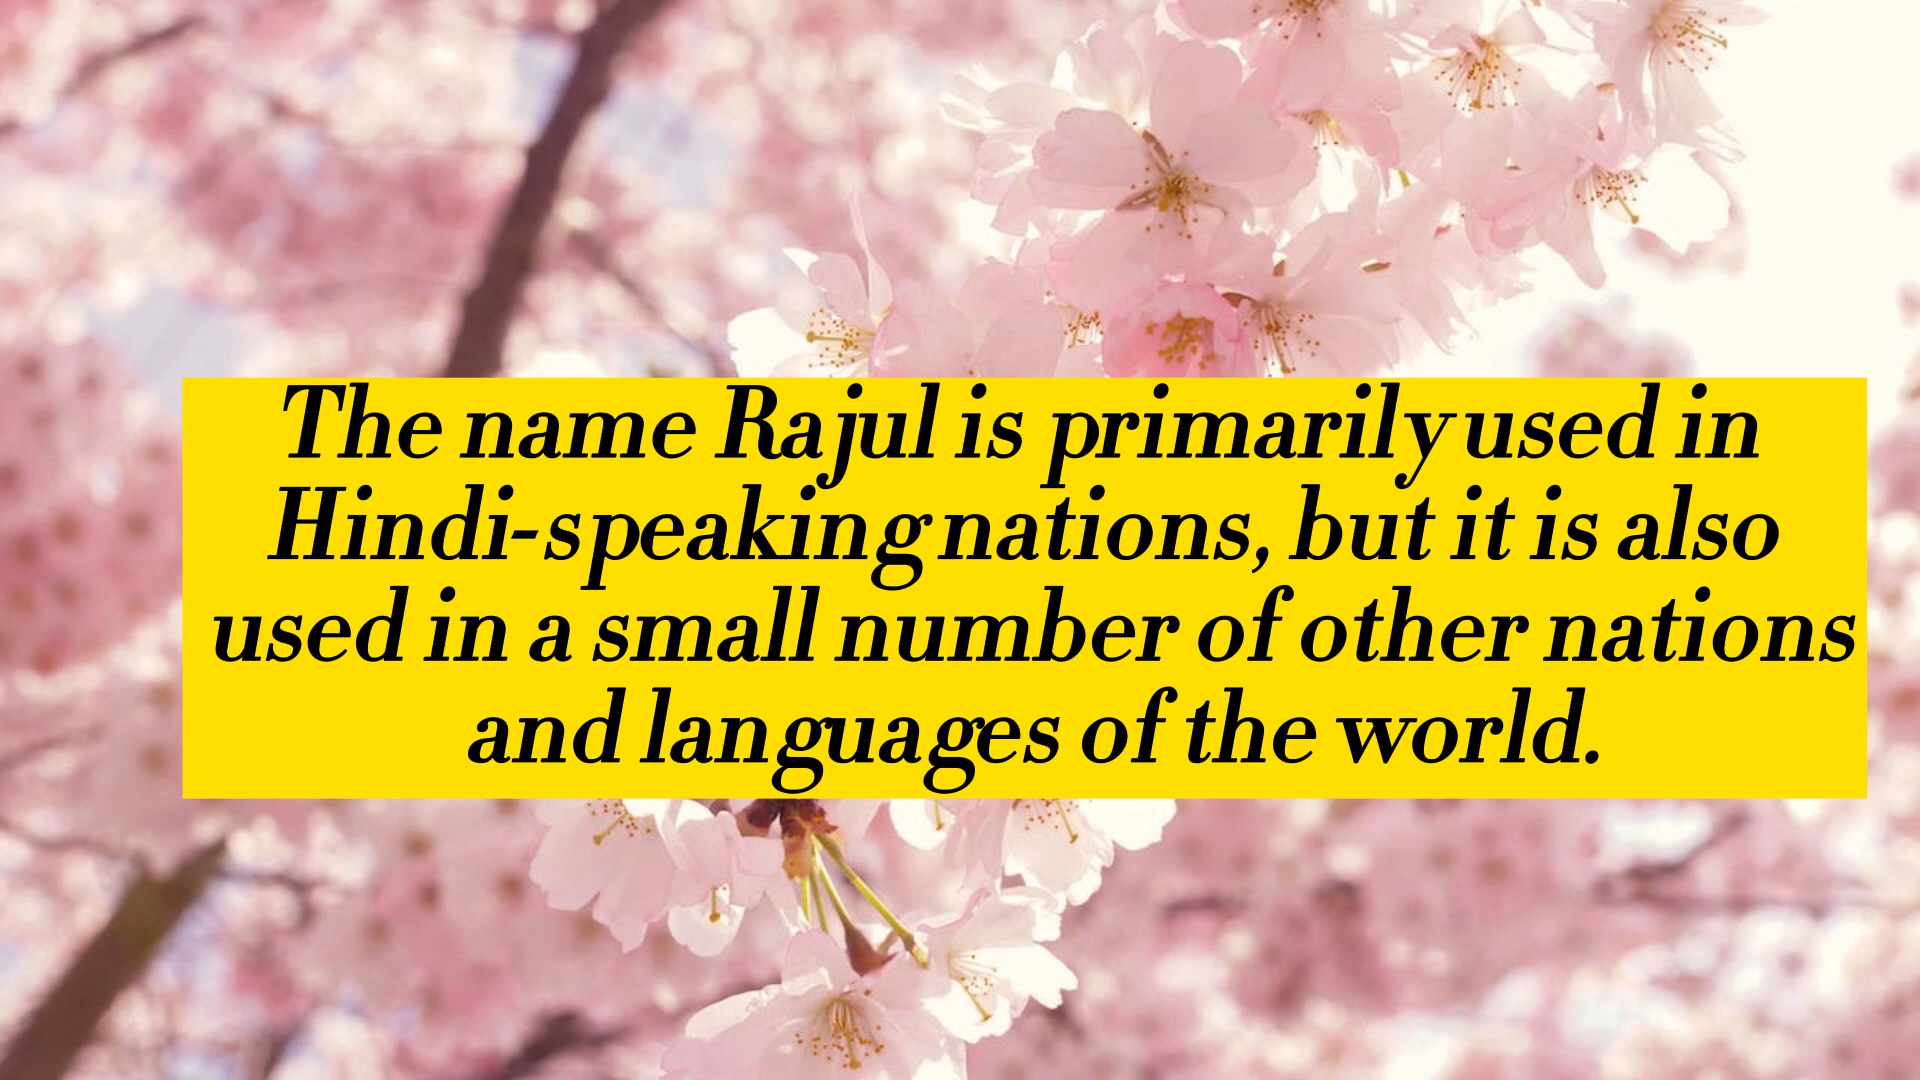 The name Rajul is primarily used in
Hindi-speaking nations, but it is also
used in a small number of other nations
and languages of the world.